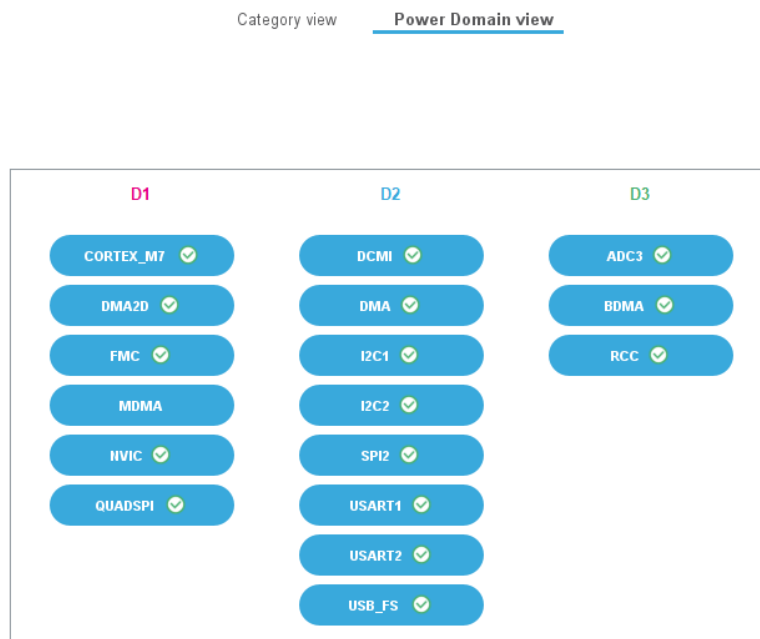 Category view Power Domain view
D1 D2 D3
CORTEX_M7 DCMI ADC3
DMA2D DMA BDMA
FMC I2C1 RCC
MDMA I2C2
NVIC SPI2
QUADSPI USART1
USART2
USB_FS